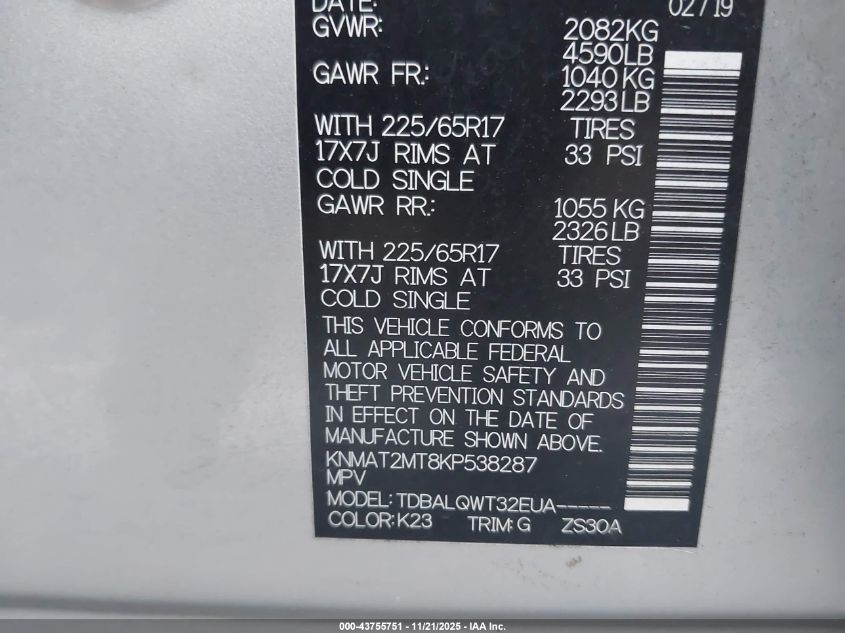 DATE: 02/19
GVWR: 2082KG
4590LB
GAWR FR.: 1040KG
2293LB
WITH 225/65R17 TIRES
17X7J RIMS AT 33 PSI
COLD SINGLE
GAWR RR.: 1055KG
2326LB
WITH 225/65R17 TIRES
17X7J RIMS AT 33 PSI
COLD SINGLE
THIS VEHICLE CONFORMS TO
ALL APPLICABLE FEDERAL
MOTOR VEHICLE SAFETY AND
THEFT PREVENTION STANDARDS
IN EFFECT ON THE DATE OF
MANUFACTURE SHOWN ABOVE.
KNMAT2MT8KP538287
MPV
MODEL: TDBALQWT32EUA-----
COLOR: K23 TRIM: G ZS30A
000-43755751 — 11/21/2025 — IAA Inc.